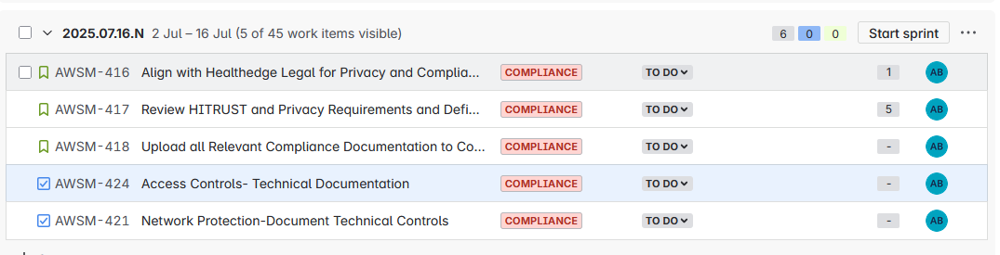 2025.07.16.N 2 Jul – 16 Jul (5 of 45 work items visible) 6 0 0 Start sprint
AWSM-416 Align with Healthedge Legal for Privacy and Complia... COMPLIANCE TO DO 1 AB
AWSM-417 Review HITRUST and Privacy Requirements and Defi... COMPLIANCE TO DO 5 AB
AWSM-418 Upload all Relevant Compliance Documentation to Co... COMPLIANCE TO DO - AB
AWSM-424 Access Controls- Technical Documentation COMPLIANCE TO DO - AB
AWSM-421 Network Protection-Document Technical Controls COMPLIANCE TO DO - AB